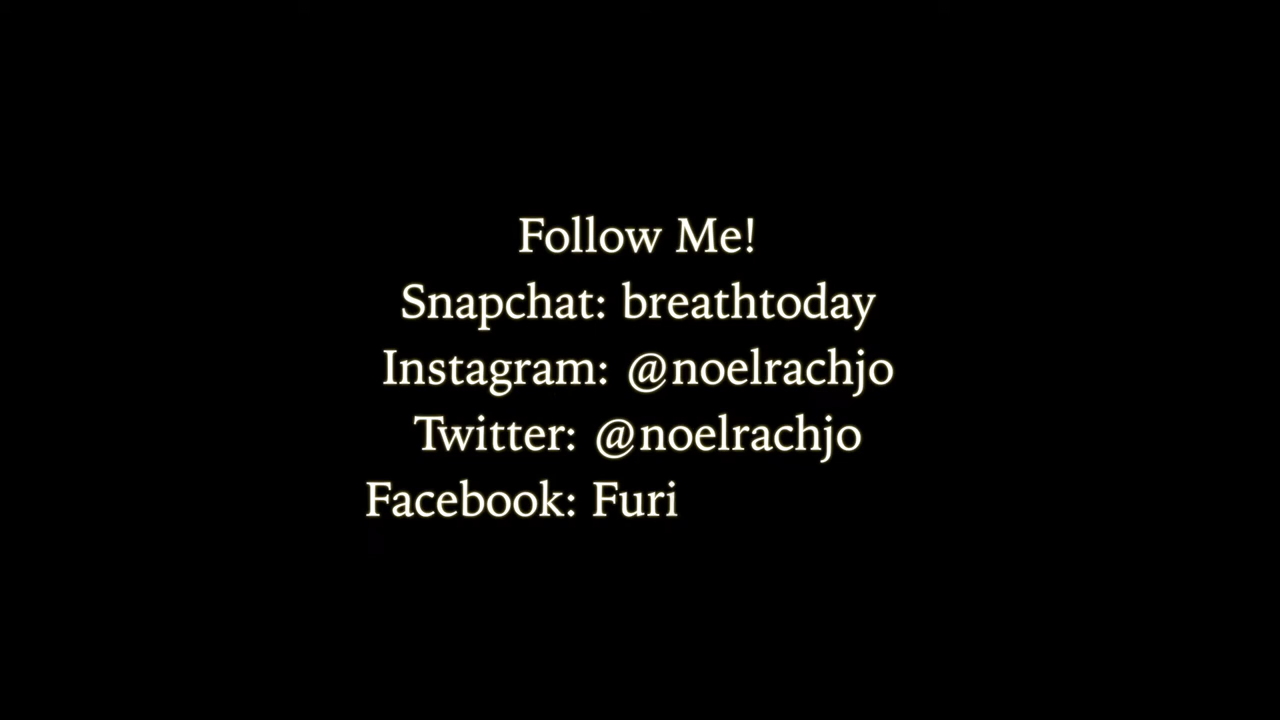 Follow Me!
Snapchat: breathtoday
Instagram: @noelrachjo
Twitter: @noelrachjo
Facebook: Furi